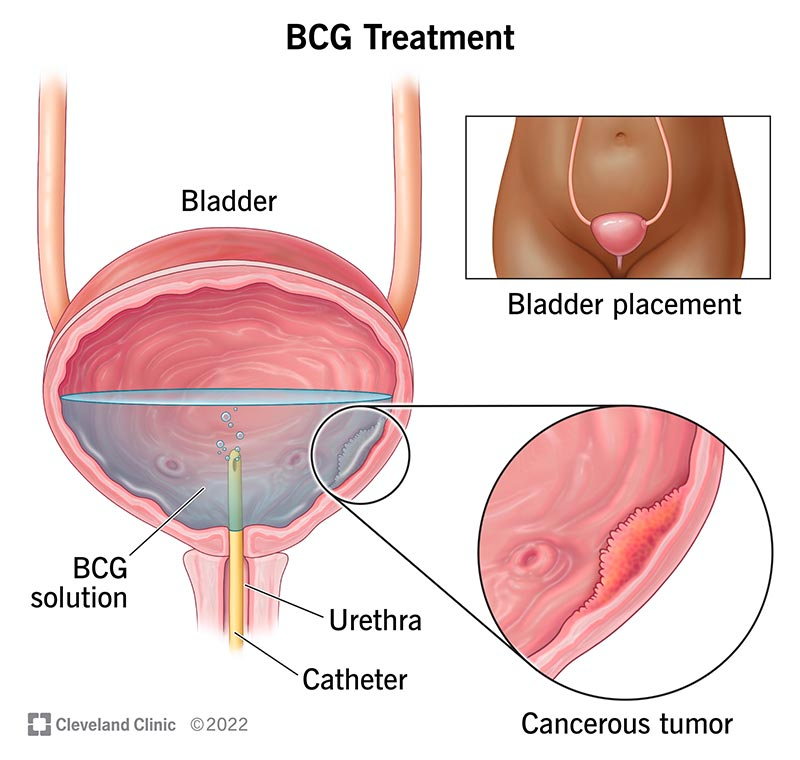 BCG Treatment
Bladder
Bladder placement
BCG
solution
Urethra
Catheter
Cancerous tumor
Cleveland Clinic ©2022